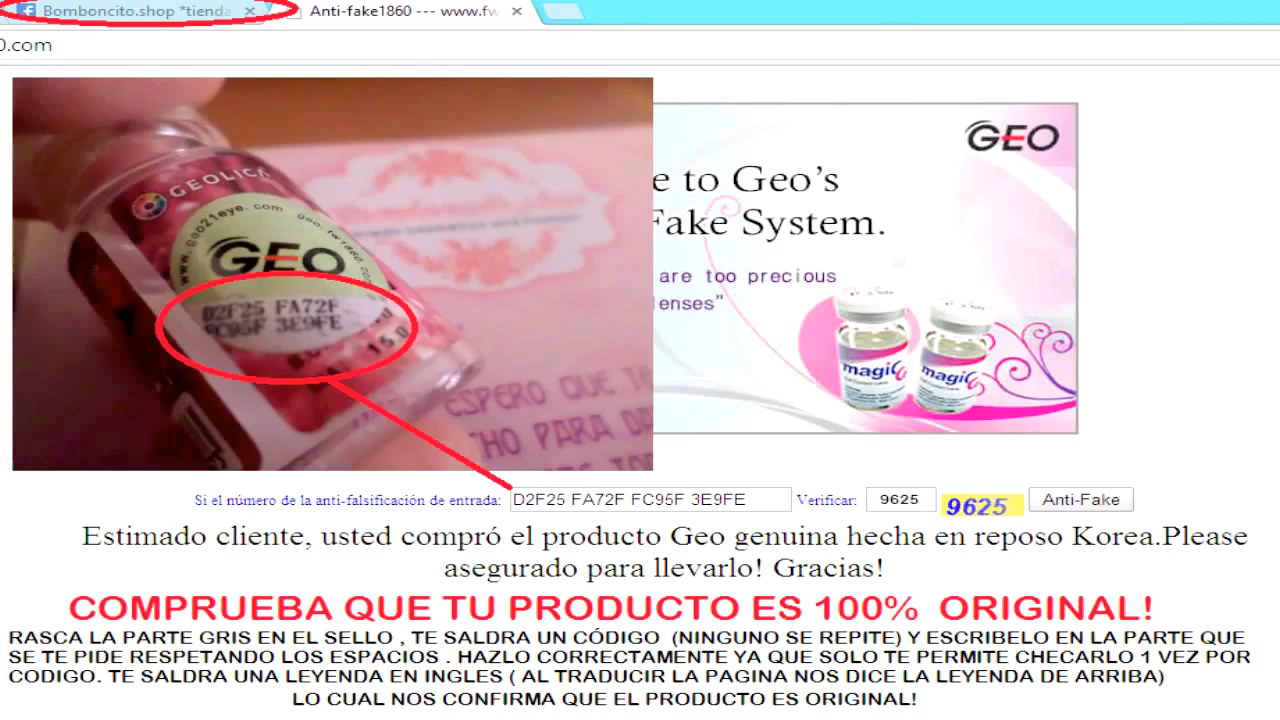 Bomboncito.shop *tienda
Anti-fake1860 --- www.fw
0.com
GEOLICA
www.geo21eye.com
GEO
D2F25 FA72F
FC95F 3E9FE
15.0
ESPERO QUE
PARA
GEO
e to Geo's
Fake System.
are too precious
enses”
magic
magic
Si el número de la anti-falsificación de entrada: D2F25 FA72F FC95F 3E9FE Verificar: 9625 9625 Anti-Fake
Estimado cliente, usted compró el producto Geo genuina hecha en reposo Korea.Please
asegurado para llevarlo! Gracias!
COMPRUEBA QUE TU PRODUCTO ES 100% ORIGINAL!
RASCA LA PARTE GRIS EN EL SELLO , TE SALDRA UN CÓDIGO (NINGUNO SE REPITE) Y ESCRIBELO EN LA PARTE QUE
SE TE PIDE RESPETANDO LOS ESPACIOS . HAZLO CORRECTAMENTE YA QUE SOLO TE PERMITE CHECARLO 1 VEZ POR
CODIGO. TE SALDRA UNA LEYENDA EN INGLES ( AL TRADUCIR LA PAGINA NOS DICE LA LEYENDA DE ARRIBA)
LO CUAL NOS CONFIRMA QUE EL PRODUCTO ES ORIGINAL!